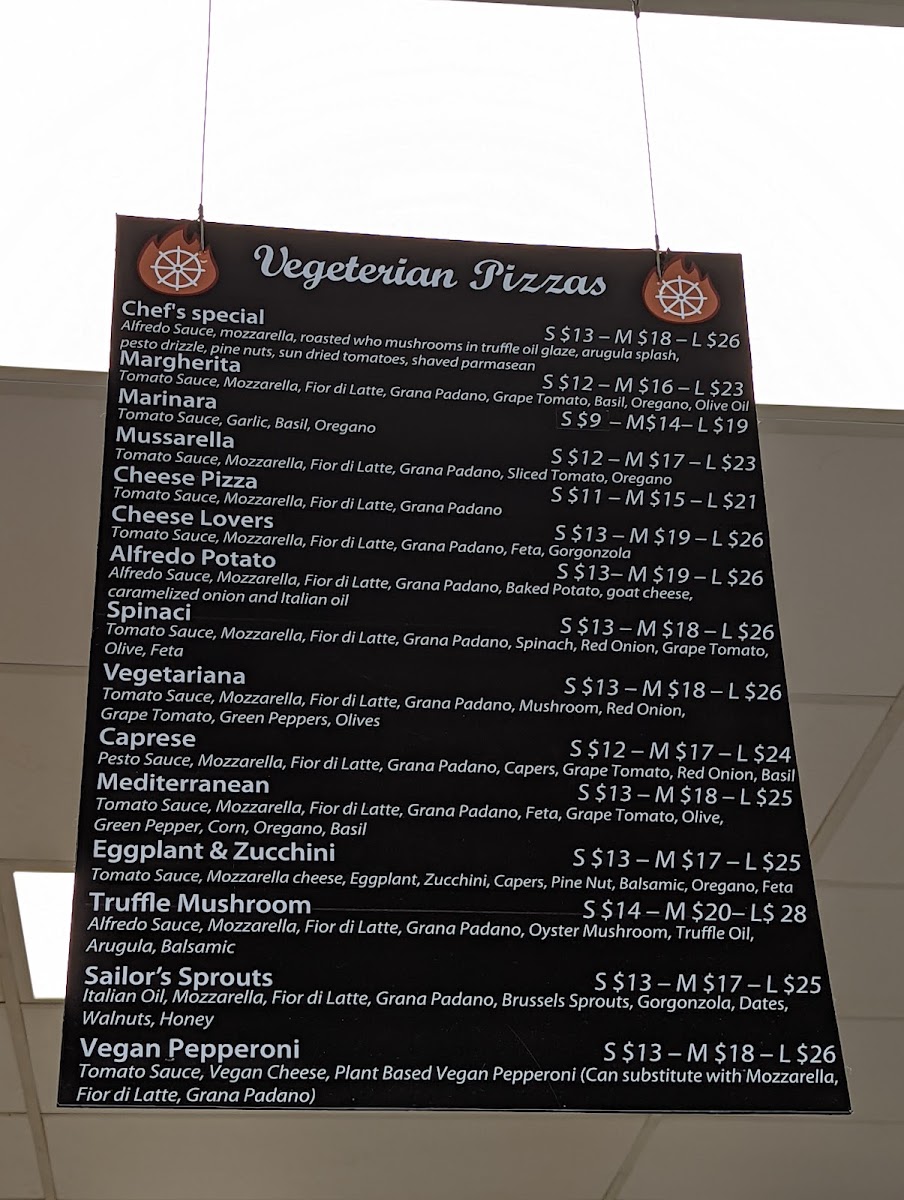 Vegeterian Pizzas
Chef's special S $13 – M $18 – L $26
Alfredo Sauce, mozzarella, roasted who mushrooms in truffle oil glaze, arugula splash,
pesto drizzle, pine nuts, sun dried tomatoes, shaved parmasean
Margherita S $12 – M $16 – L $23
Tomato Sauce, Mozzarella, Fior di Latte, Grana Padano, Grape Tomato, Basil, Oregano, Olive Oil
Marinara S $9 – M$14– L $19
Tomato Sauce, Garlic, Basil, Oregano
Mussarella S $12 – M $17 – L $23
Tomato Sauce, Mozzarella, Fior di Latte, Grana Padano, Sliced Tomato, Oregano
Cheese Pizza S $11 – M $15 – L $21
Tomato Sauce, Mozzarella, Fior di Latte, Grana Padano
Cheese Lovers S $13 – M $19 – L $26
Tomato Sauce, Mozzarella, Fior di Latte, Grana Padano, Feta, Gorgonzola
Alfredo Potato S $13– M $19 – L $26
Alfredo Sauce, Mozzarella, Fior di Latte, Grana Padano, Baked Potato, goat cheese,
caramelized onion and Italian oil
Spinaci S $13 – M $18 – L $26
Tomato Sauce, Mozzarella, Fior di Latte, Grana Padano, Spinach, Red Onion, Grape Tomato,
Olive, Feta
Vegetariana S $13 – M $18 – L $26
Tomato Sauce, Mozzarella, Fior di Latte, Grana Padano, Mushroom, Red Onion,
Grape Tomato, Green Peppers, Olives
Caprese S $12 – M $17 – L $24
Pesto Sauce, Mozzarella, Fior di Latte, Grana Padano, Capers, Grape Tomato, Red Onion, Basil
Mediterranean S $13 – M $18 – L $25
Tomato Sauce, Mozzarella, Fior di Latte, Grana Padano, Feta, Grape Tomato, Olive,
Green Pepper, Corn, Oregano, Basil
Eggplant & Zucchini S $13 – M $17 – L $25
Tomato Sauce, Mozzarella cheese, Eggplant, Zucchini, Capers, Pine Nut, Balsamic, Oregano, Feta
Truffle Mushroom S $14 – M $20– L$ 28
Alfredo Sauce, Mozzarella, Fior di Latte, Grana Padano, Oyster Mushroom, Truffle Oil,
Arugula, Balsamic
Sailor's Sprouts S $13 – M $17 – L $25
Italian Oil, Mozzarella, Fior di Latte, Grana Padano, Brussels Sprouts, Gorgonzola, Dates,
Walnuts, Honey
Vegan Pepperoni S $13 – M $18 – L $26
Tomato Sauce, Vegan Cheese, Plant Based Vegan Pepperoni (Can substitute with Mozzarella,
Fior di Latte, Grana Padano)